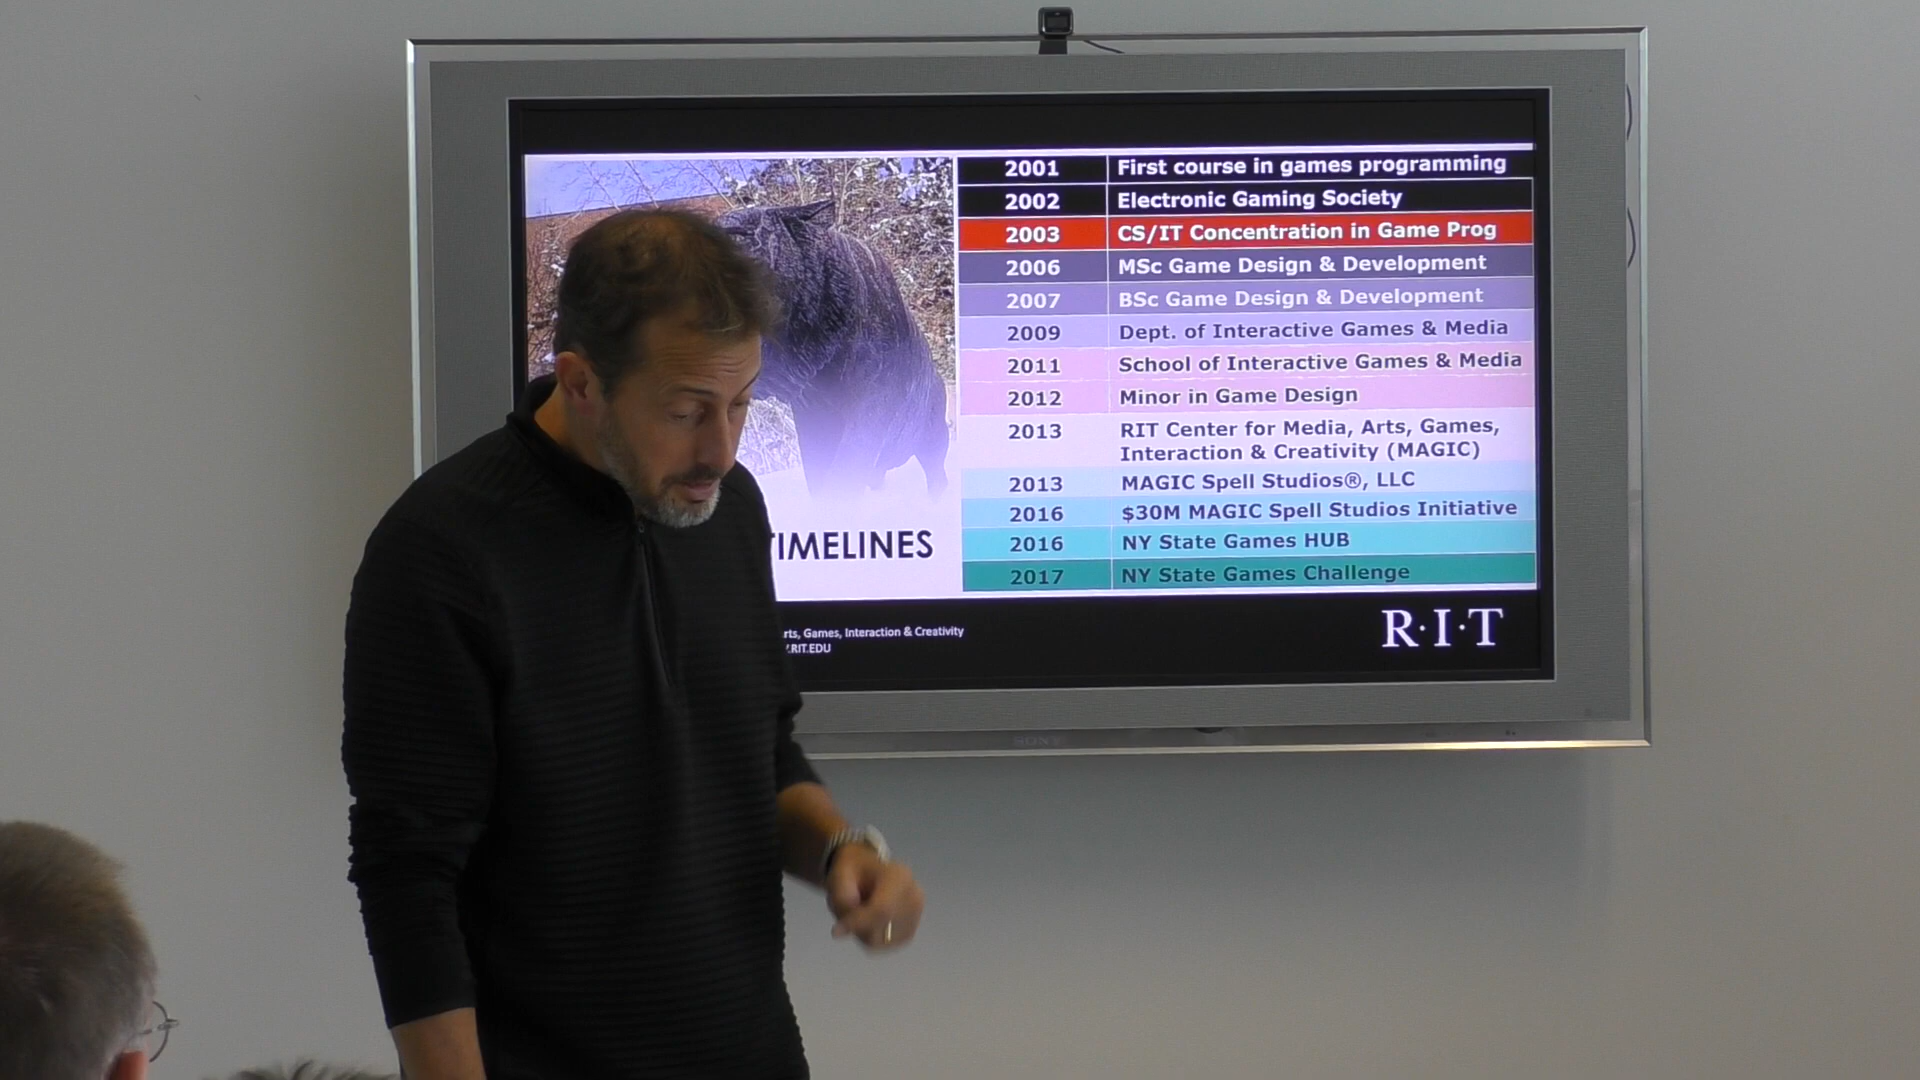 2001 First course in games programming
2002 Electronic Gaming Society
2003 CS/IT Concentration in Game Prog
2006 MSc Game Design & Development
2007 BSc Game Design & Development
2009 Dept. of Interactive Games & Media
2011 School of Interactive Games & Media
2012 Minor in Game Design
2013 RIT Center for Media, Arts, Games,
Interaction & Creativity (MAGIC)
2013 MAGIC Spell Studios®, LLC
2016 $30M MAGIC Spell Studios Initiative
2016 NY State Games HUB
2017 NY State Games Challenge
TIMELINES
rts, Games, Interaction & Creativity
.RIT.EDU
R·I·T
SONY